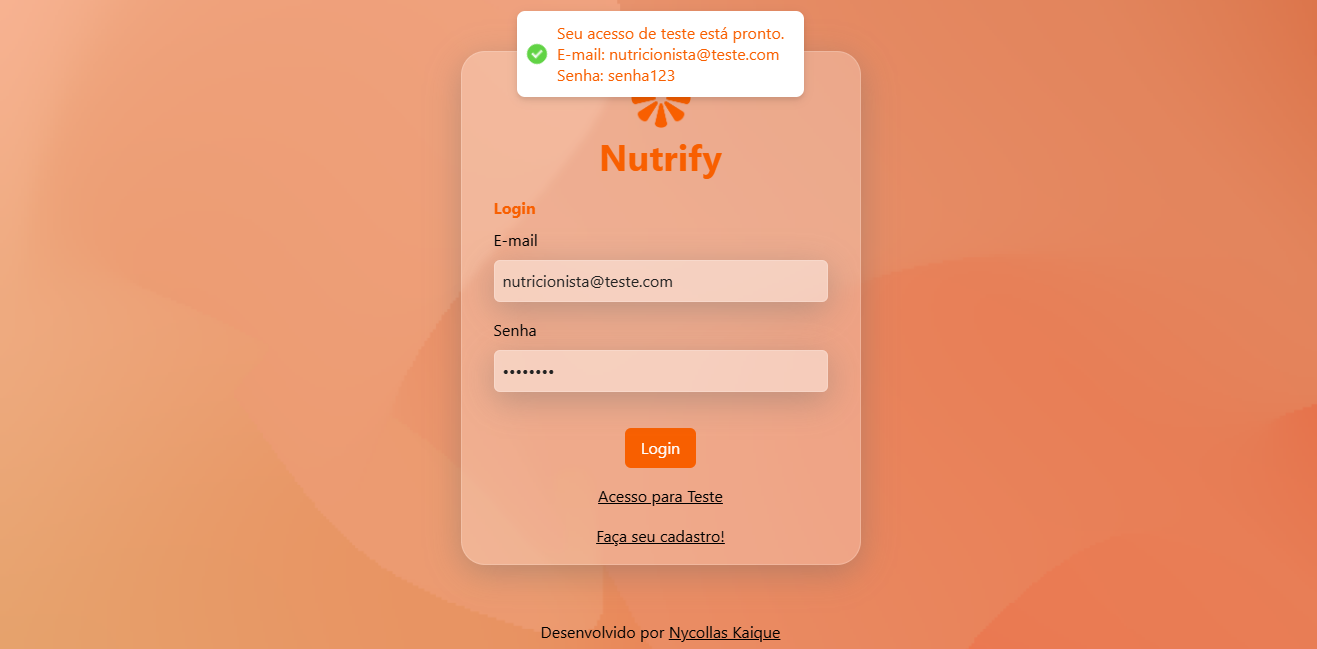 Seu acesso de teste está pronto.
E-mail: nutricionista@teste.com
Senha: senha123
Nutrify
Login
E-mail
nutricionista@teste.com
Senha
••••••••
Login
Acesso para Teste
Faça seu cadastro!
Desenvolvido por Nycollas Kaique